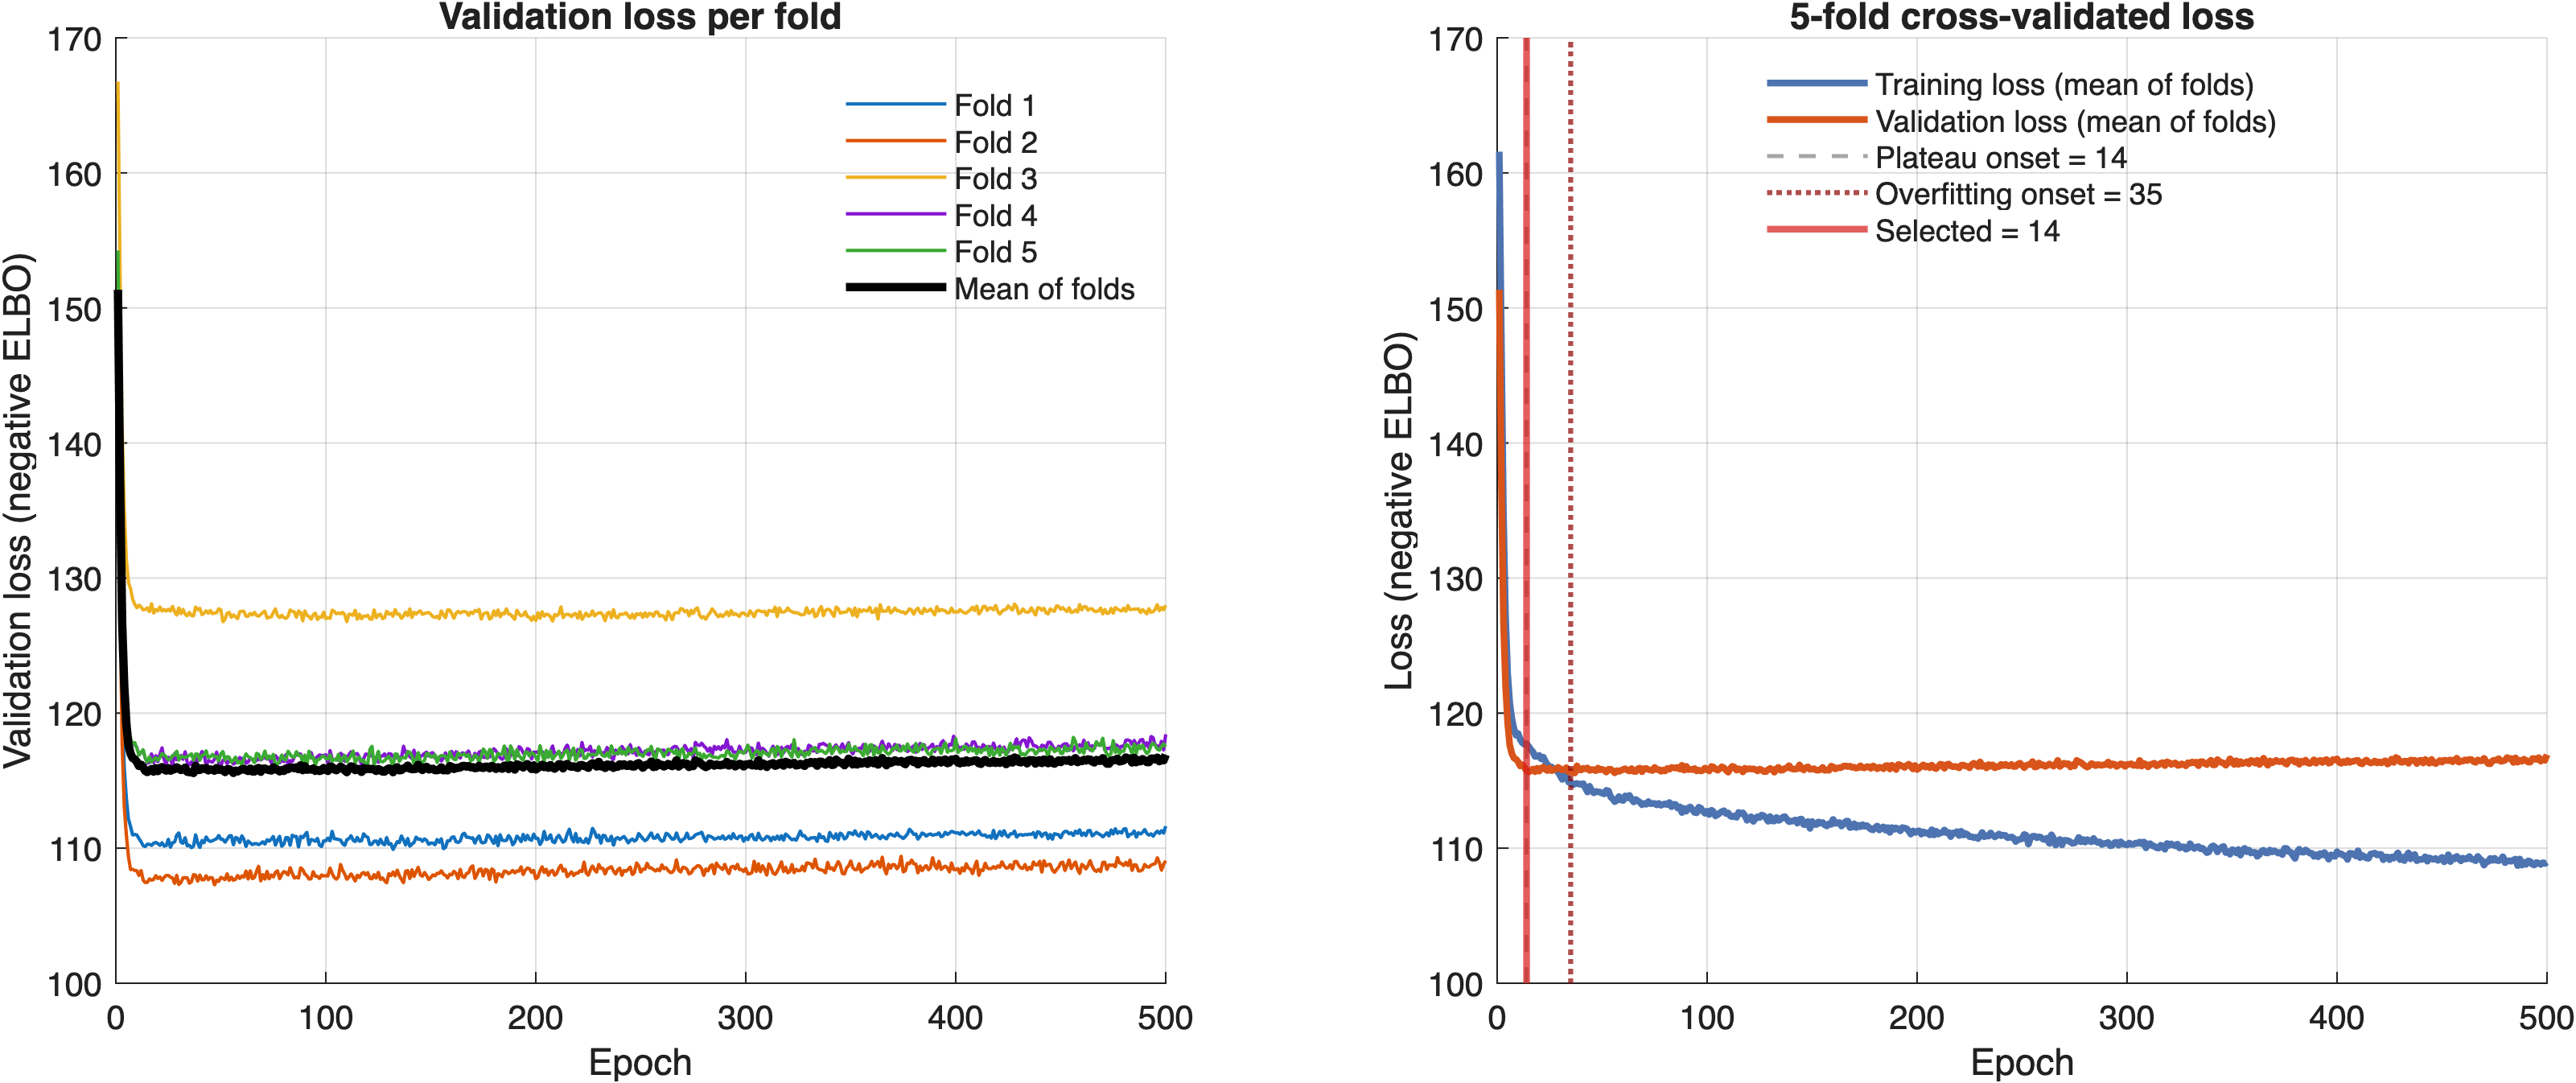 Validation loss per fold
Validation loss (negative ELBO)
170
160
150
140
130
120
110
100
0
100
200
300
400
500
Epoch
Fold 1
Fold 2
Fold 3
Fold 4
Fold 5
Mean of folds
5-fold cross-validated loss
Loss (negative ELBO)
170
160
150
140
130
120
110
100
0
100
200
300
400
500
Epoch
Training loss (mean of folds)
Validation loss (mean of folds)
Plateau onset = 14
Overfitting onset = 35
Selected = 14